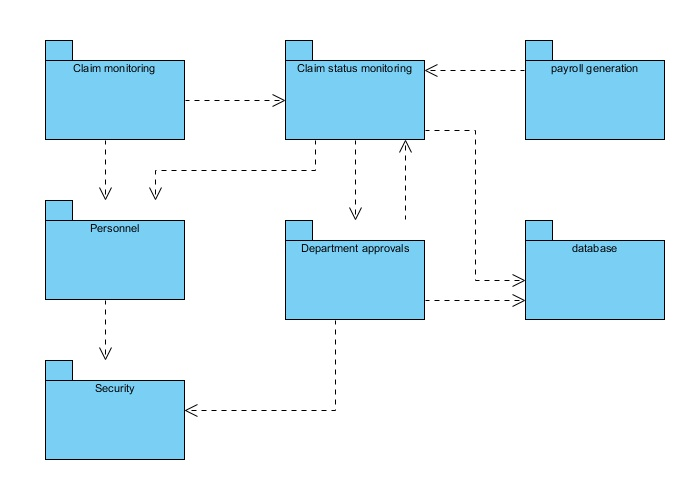 Claim monitoring
Claim status monitoring
payroll generation
Personnel
Department approvals
database
Security